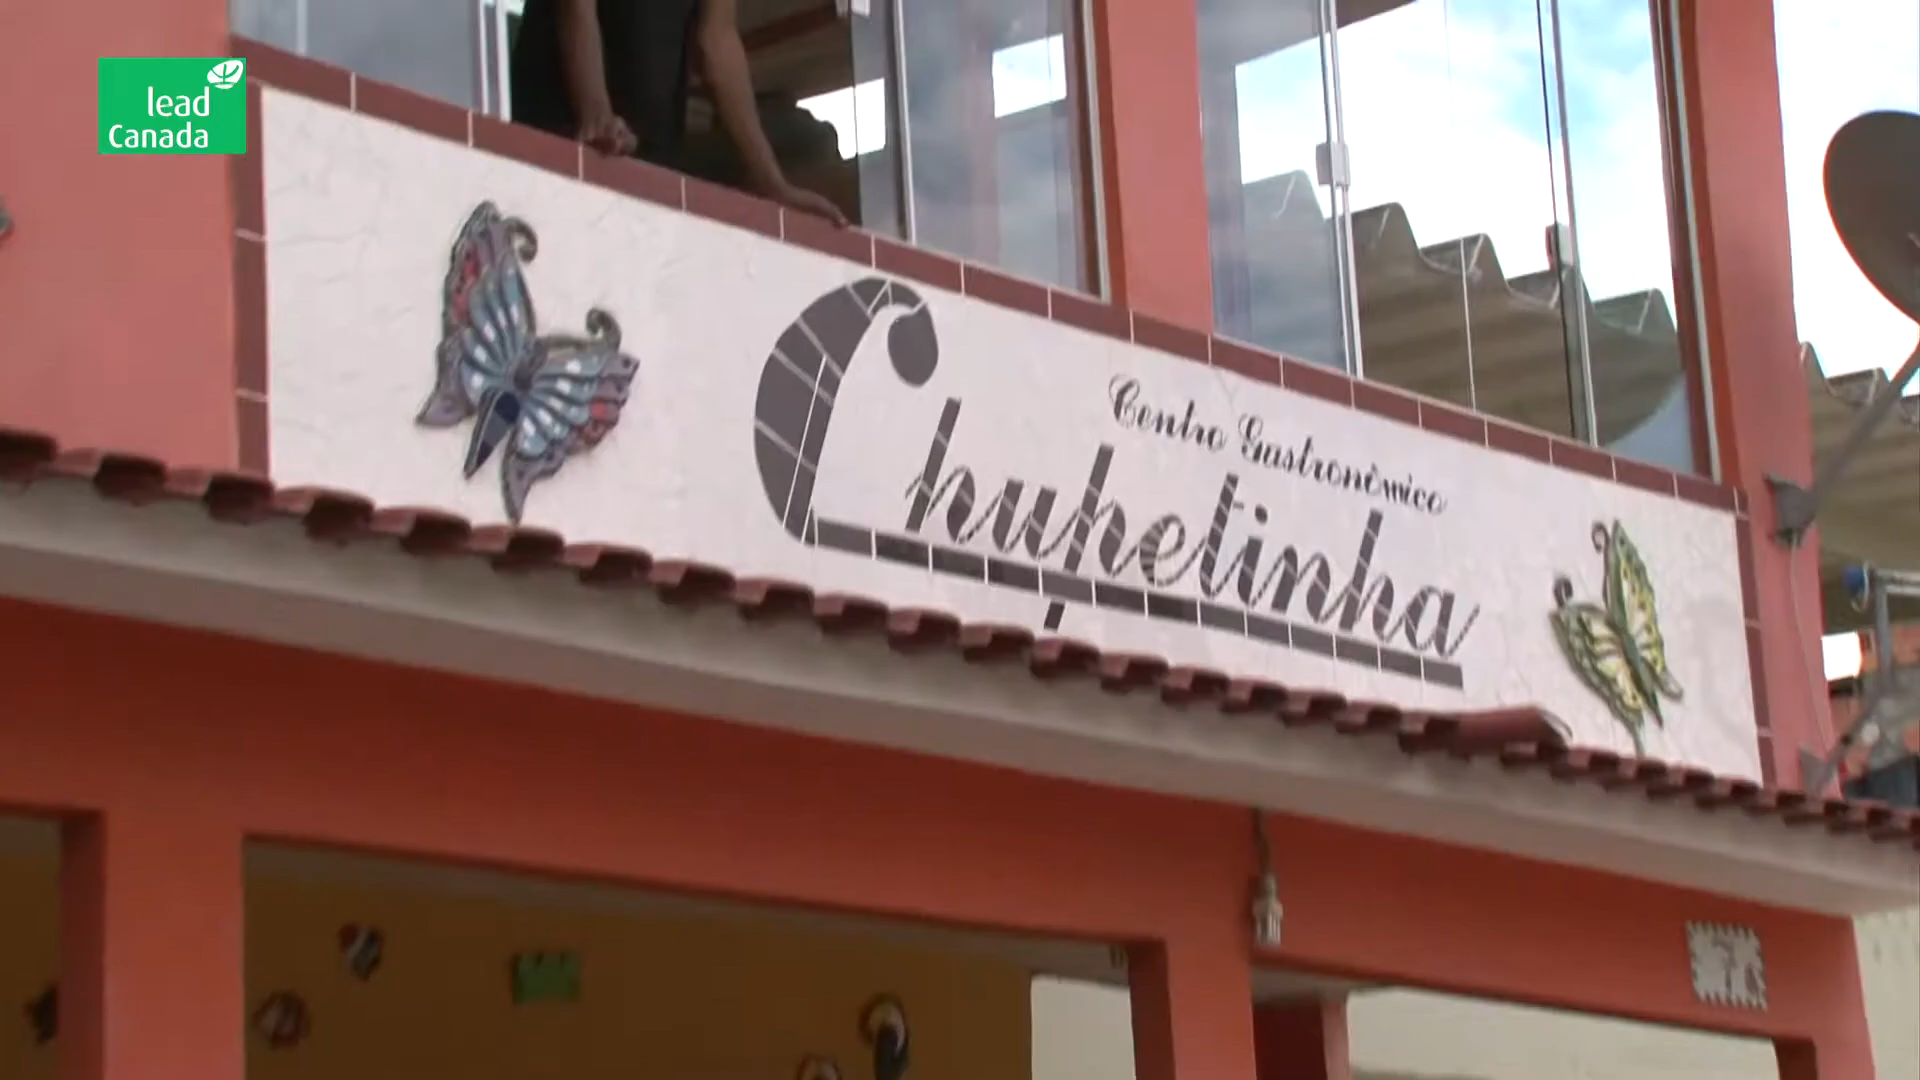 lead
Canada
Centro Gastronômico
Chupetinha